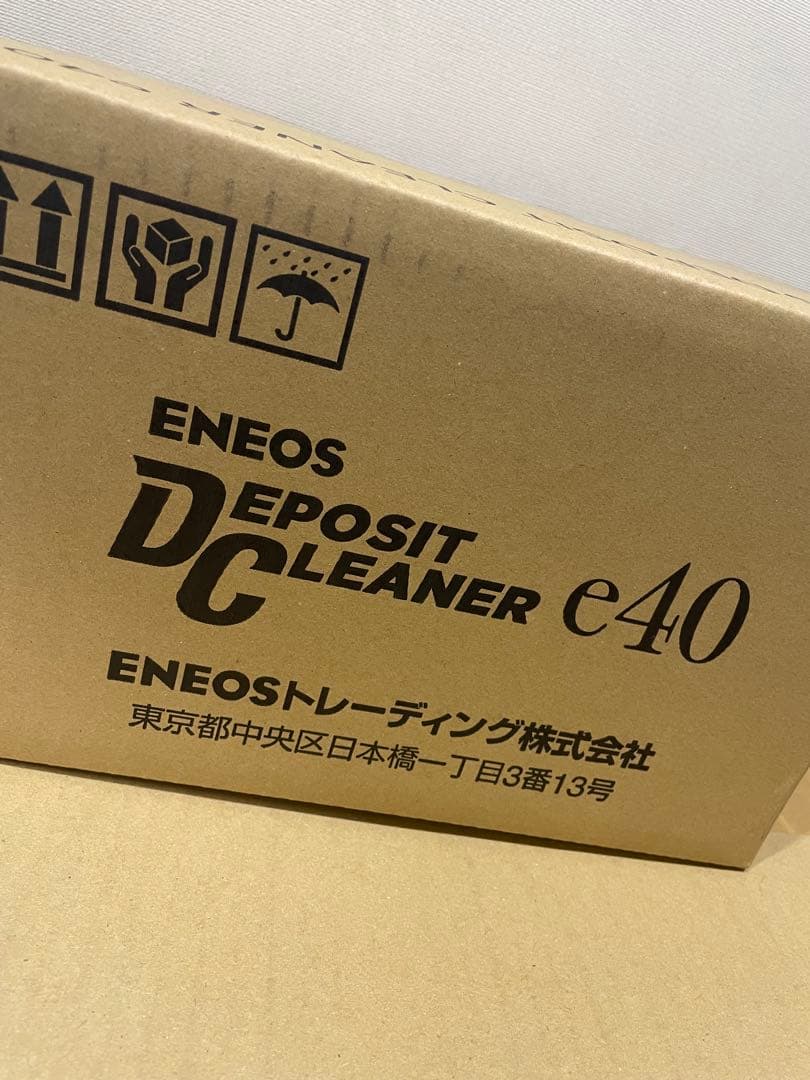 ENEOS
DEPOSIT
CLEANER e40
ENEOSトレーディング株式会社
東京都中央区日本橋一丁目3番13号